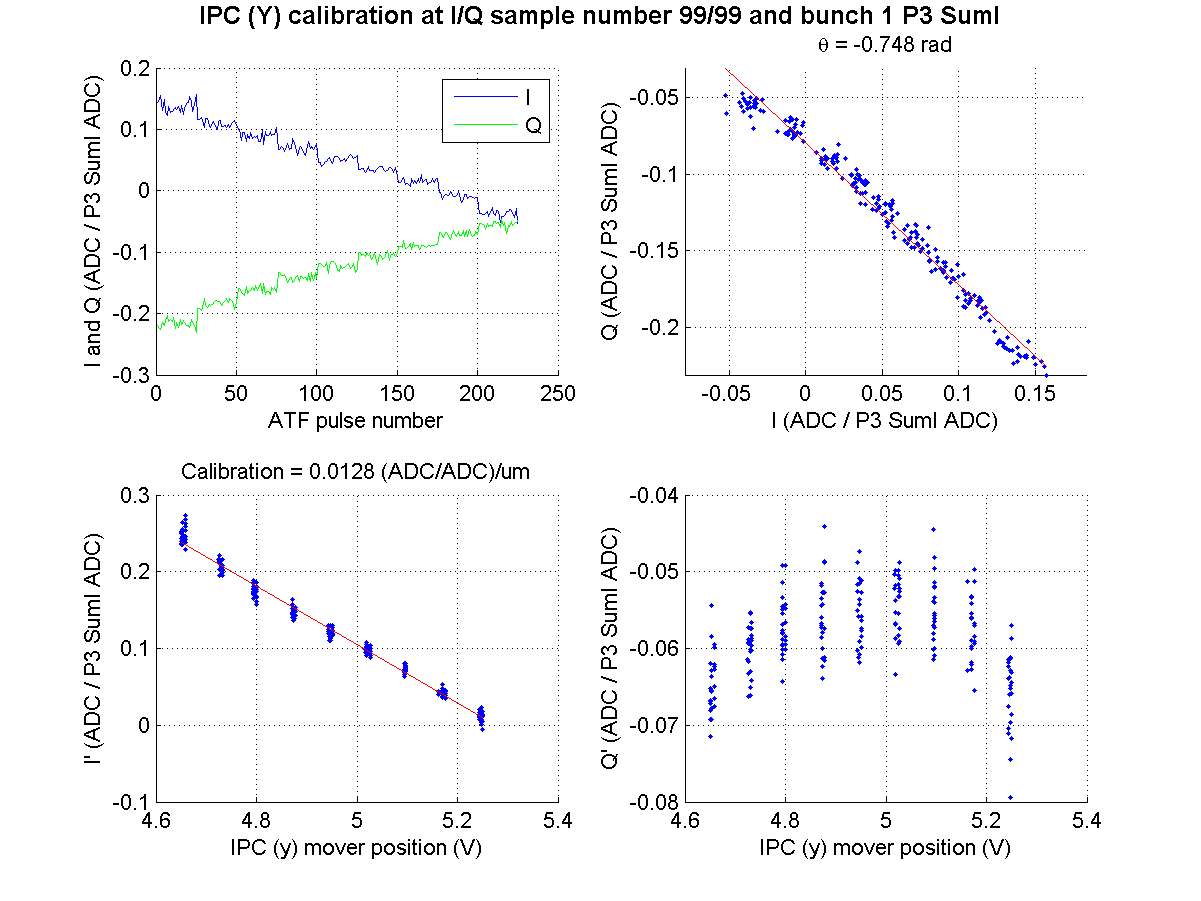 IPC (Y) calibration at I/Q sample number 99/99 and bunch 1 P3 SumI
I and Q (ADC / P3 SumI ADC)
0.2
0.1
0
-0.1
-0.2
-0.3
I
Q
0 50 100 150 200 250
ATF pulse number
θ = -0.748 rad
Q (ADC / P3 SumI ADC)
-0.05
-0.1
-0.15
-0.2
-0.05 0 0.05 0.1 0.15
I (ADC / P3 SumI ADC)
Calibration = 0.0128 (ADC/ADC)/um
I' (ADC / P3 SumI ADC)
0.3
0.2
0.1
0
-0.1
4.6 4.8 5 5.2 5.4
IPC (y) mover position (V)
Q' (ADC / P3 SumI ADC)
-0.04
-0.05
-0.06
-0.07
-0.08
4.6 4.8 5 5.2 5.4
IPC (y) mover position (V)